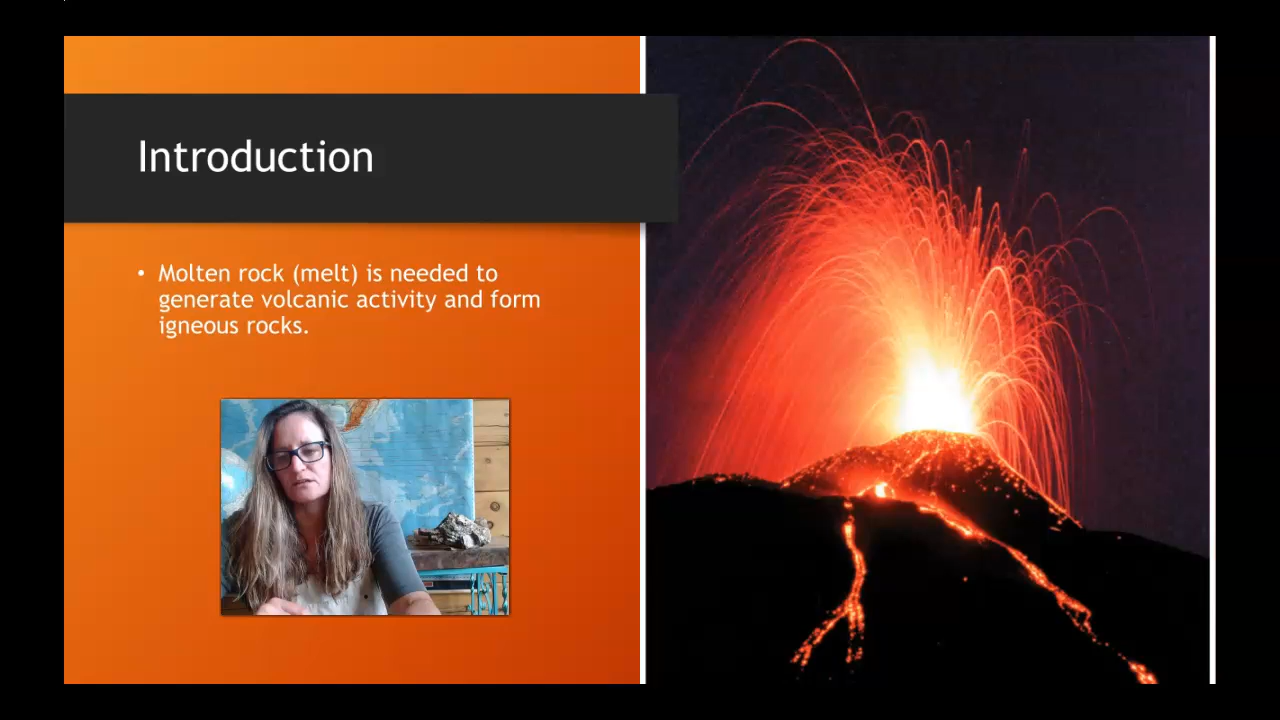 Introduction
• Molten rock (melt) is needed to
generate volcanic activity and form
igneous rocks.